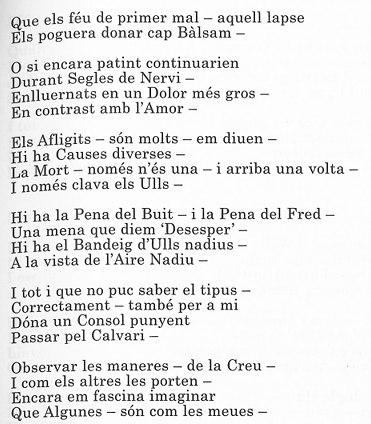 Que els féu de primer mal – aquell lapse
Els poguera donar cap Bàlsam –
O si encara patint continuarien
Durant Segles de Nervi –
Enlluernats en un Dolor més gros –
En contrast amb l'Amor –
Els Afligits – són molts – em diuen –
Hi ha Causes diverses –
La Mort – només n'és una – i arriba una volta –
I només clava els Ulls –
Hi ha la Pena del Buit – i la Pena del Fred –
Una mena que diem 'Desesper' –
Hi ha el Bandeig d'Ulls nadius –
A la vista de l'Aire Nadiu –
I tot i que no puc saber el tipus –
Correctament – també per a mi
Dóna un Consol punyent
Passar pel Calvari –
Observar les maneres – de la Creu –
I com els altres les porten –
Encara em fascina imaginar
Que Algunes – són com les meues –